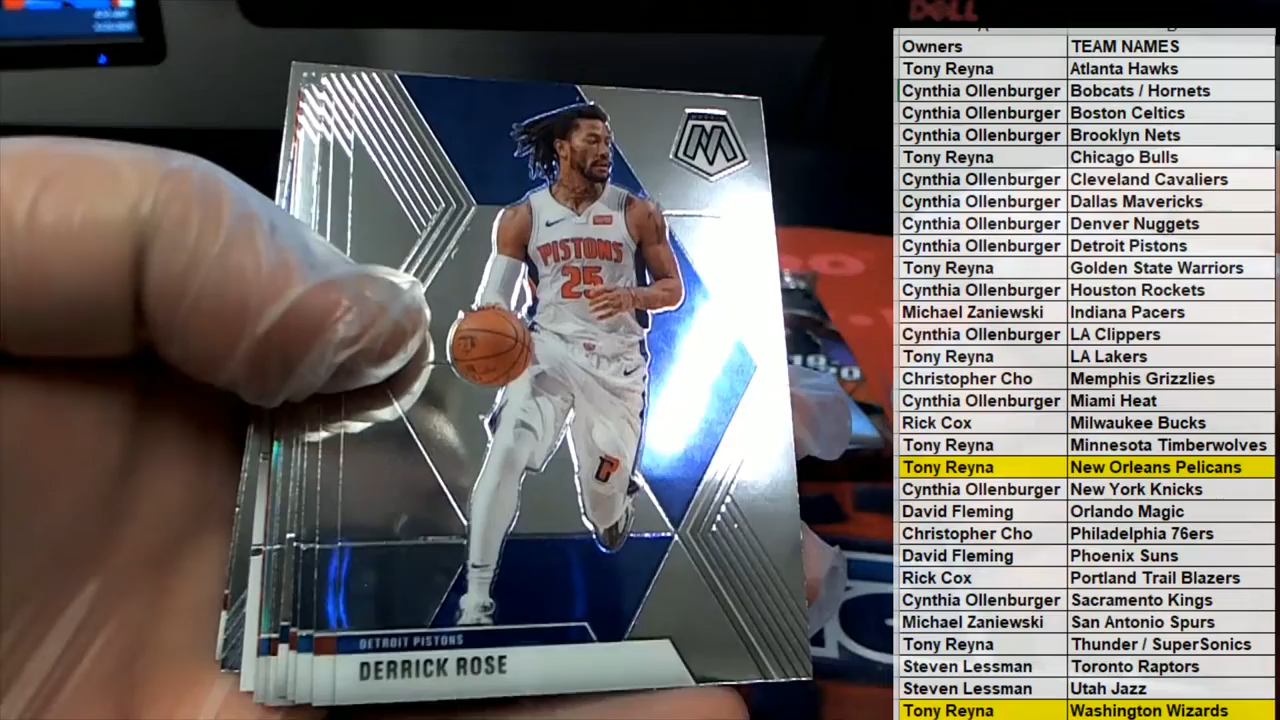 DELL
PISTONS
25
DETROIT PISTONS
DERRICK ROSE
Owners TEAM NAMES
Tony Reyna Atlanta Hawks
Cynthia Ollenburger Bobcats / Hornets
Cynthia Ollenburger Boston Celtics
Cynthia Ollenburger Brooklyn Nets
Tony Reyna Chicago Bulls
Cynthia Ollenburger Cleveland Cavaliers
Cynthia Ollenburger Dallas Mavericks
Cynthia Ollenburger Denver Nuggets
Cynthia Ollenburger Detroit Pistons
Tony Reyna Golden State Warriors
Cynthia Ollenburger Houston Rockets
Michael Zaniewski Indiana Pacers
Cynthia Ollenburger LA Clippers
Tony Reyna LA Lakers
Christopher Cho Memphis Grizzlies
Cynthia Ollenburger Miami Heat
Rick Cox Milwaukee Bucks
Tony Reyna Minnesota Timberwolves
Tony Reyna New Orleans Pelicans
Cynthia Ollenburger New York Knicks
David Fleming Orlando Magic
Christopher Cho Philadelphia 76ers
David Fleming Phoenix Suns
Rick Cox Portland Trail Blazers
Cynthia Ollenburger Sacramento Kings
Michael Zaniewski San Antonio Spurs
Tony Reyna Thunder / SuperSonics
Steven Lessman Toronto Raptors
Steven Lessman Utah Jazz
Tony Reyna Washington Wizards